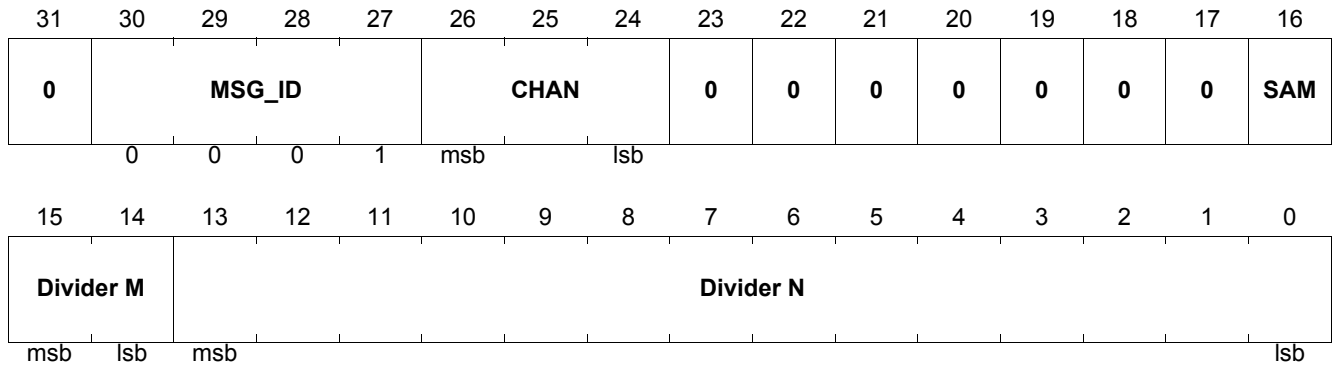 31 30 29 28 27 26 25 24 23 22 21 20 19 18 17 16
0 MSG_ID CHAN 0 0 0 0 0 0 0 SAM
0 0 0 1 msb lsb
15 14 13 12 11 10 9 8 7 6 5 4 3 2 1 0
Divider M Divider N
msb lsb msb lsb